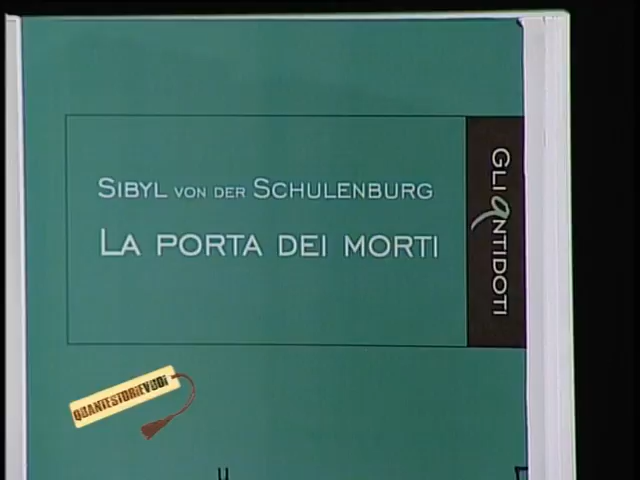 SIBYL VON DER SCHULENBURG
LA PORTA DEI MORTI
GLI ANTIDOTI
QUANTESTORIEVUOI